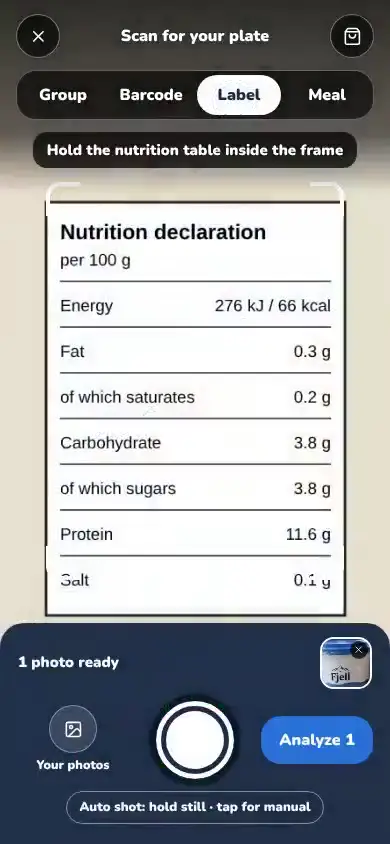 Scan for your plate
Group Barcode Label Meal
Hold the nutrition table inside the frame
Nutrition declaration
per 100 g
Energy 276 kJ / 66 kcal
Fat 0.3 g
of which saturates 0.2 g
Carbohydrate 3.8 g
of which sugars 3.8 g
Protein 11.6 g
Salt 0.1 g
1 photo ready
Fjell
Your photos
Analyze 1
Auto shot: hold still · tap for manual